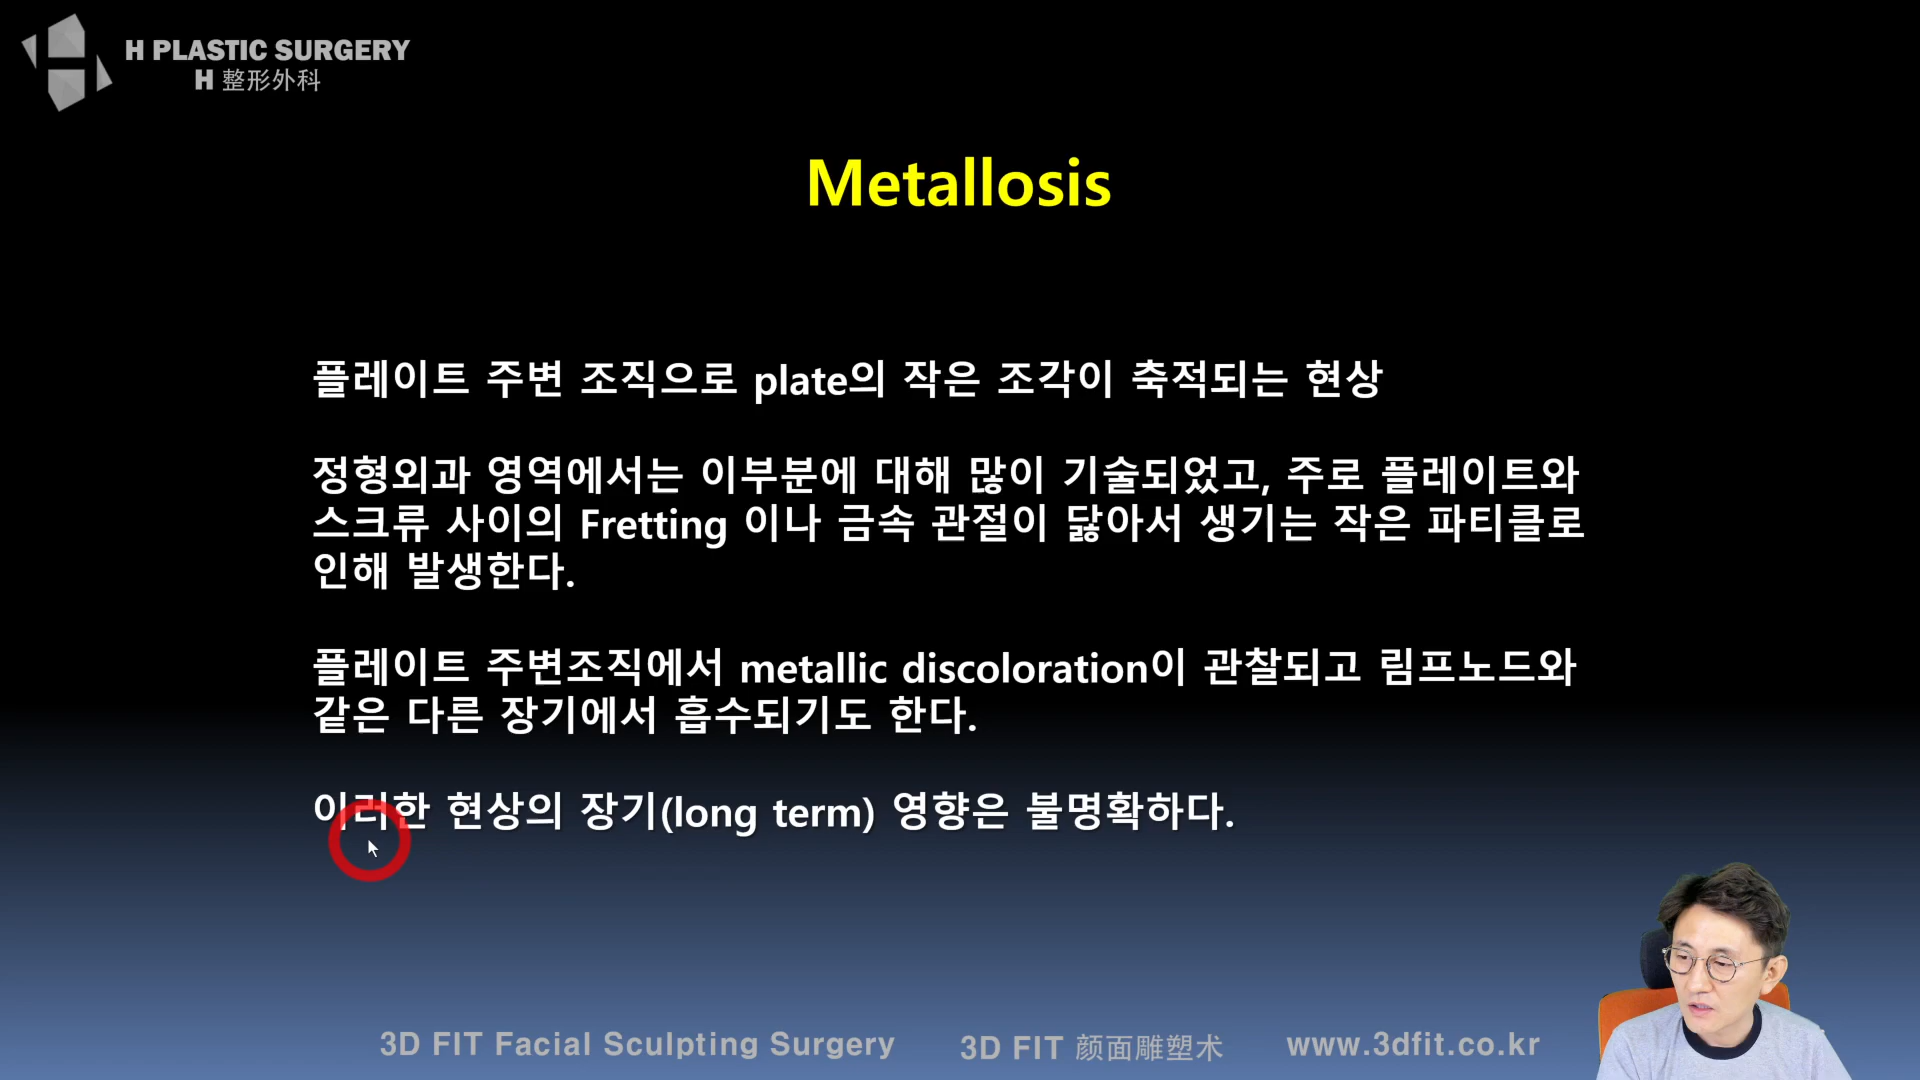 H PLASTIC SURGERY
H 整形外科
Metallosis
플레이트 주변 조직으로 plate의 작은 조각이 축적되는 현상
정형외과 영역에서는 이부분에 대해 많이 기술되었고, 주로 플레이트와
스크류 사이의 Fretting 이나 금속 관절이 닳아서 생기는 작은 파티클로
인해 발생한다.
플레이트 주변조직에서 metallic discoloration이 관찰되고 림프노드와
같은 다른 장기에서 흡수되기도 한다.
이러한 현상의 장기(long term) 영향은 불명확하다.
3D FIT Facial Sculpting Surgery
3D FIT 颜面雕塑术
www.3dfit.co.kr